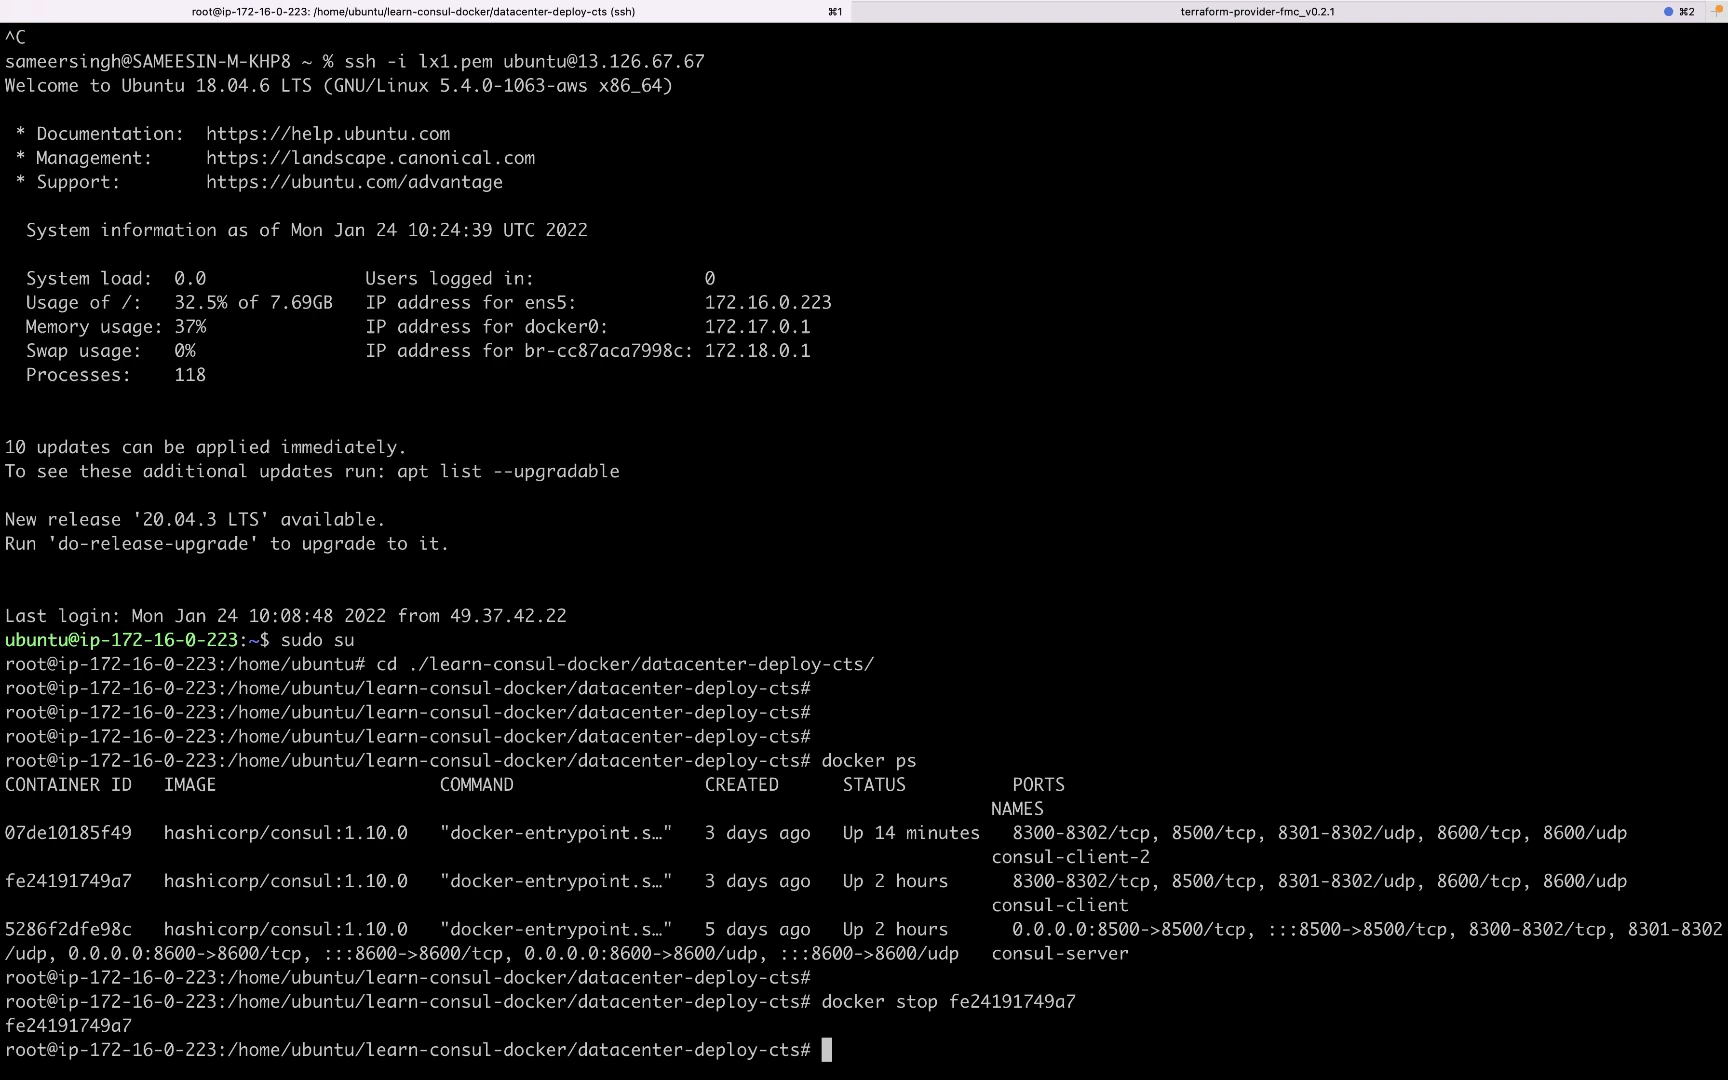 root@ip-172-16-0-223: /home/ubuntu/learn-consul-docker/datacenter-deploy-cts (ssh) ⌘1 terraform-provider-fmc_v0.2.1 ⌘2
^C
sameersingh@SAMEESIN-M-KHP8 ~ % ssh -i lx1.pem ubuntu@13.126.67.67
Welcome to Ubuntu 18.04.6 LTS (GNU/Linux 5.4.0-1063-aws x86_64)
* Documentation:  https://help.ubuntu.com
* Management:     https://landscape.canonical.com
* Support:        https://ubuntu.com/advantage
System information as of Mon Jan 24 10:24:39 UTC 2022
System load:  0.0               Users logged in:                0
Usage of /:   32.5% of 7.69GB   IP address for ens5:            172.16.0.223
Memory usage: 37%               IP address for docker0:         172.17.0.1
Swap usage:   0%                IP address for br-cc87aca7998c: 172.18.0.1
Processes:    118
10 updates can be applied immediately.
To see these additional updates run: apt list --upgradable
New release '20.04.3 LTS' available.
Run 'do-release-upgrade' to upgrade to it.
Last login: Mon Jan 24 10:08:48 2022 from 49.37.42.22
ubuntu@ip-172-16-0-223:~$ sudo su
root@ip-172-16-0-223:/home/ubuntu# cd ./learn-consul-docker/datacenter-deploy-cts/
root@ip-172-16-0-223:/home/ubuntu/learn-consul-docker/datacenter-deploy-cts#
root@ip-172-16-0-223:/home/ubuntu/learn-consul-docker/datacenter-deploy-cts#
root@ip-172-16-0-223:/home/ubuntu/learn-consul-docker/datacenter-deploy-cts#
root@ip-172-16-0-223:/home/ubuntu/learn-consul-docker/datacenter-deploy-cts# docker ps
CONTAINER ID   IMAGE                     COMMAND                  CREATED      STATUS          PORTS
NAMES
07de10185f49   hashicorp/consul:1.10.0   "docker-entrypoint.s…"   3 days ago   Up 14 minutes   8300-8302/tcp, 8500/tcp, 8301-8302/udp, 8600/tcp, 8600/udp
consul-client-2
fe24191749a7   hashicorp/consul:1.10.0   "docker-entrypoint.s…"   3 days ago   Up 2 hours      8300-8302/tcp, 8500/tcp, 8301-8302/udp, 8600/tcp, 8600/udp
consul-client
5286f2dfe98c   hashicorp/consul:1.10.0   "docker-entrypoint.s…"   5 days ago   Up 2 hours      0.0.0.0:8500->8500/tcp, :::8500->8500/tcp, 8300-8302/tcp, 8301-8302
/udp, 0.0.0.0:8600->8600/tcp, :::8600->8600/tcp, 0.0.0.0:8600->8600/udp, :::8600->8600/udp   consul-server
root@ip-172-16-0-223:/home/ubuntu/learn-consul-docker/datacenter-deploy-cts#
root@ip-172-16-0-223:/home/ubuntu/learn-consul-docker/datacenter-deploy-cts# docker stop fe24191749a7
fe24191749a7
root@ip-172-16-0-223:/home/ubuntu/learn-consul-docker/datacenter-deploy-cts#